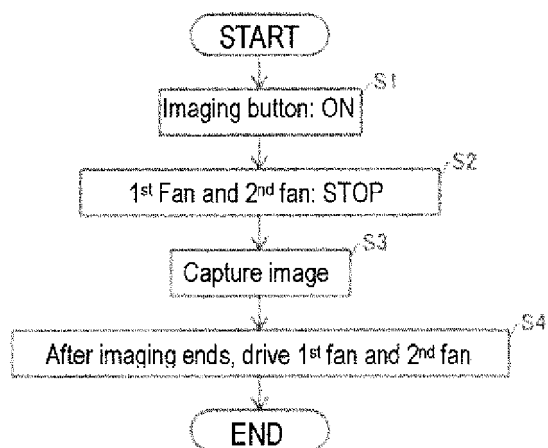 START
S1
Imaging button: ON
S2
1st Fan and 2nd fan: STOP
S3
Capture image
S4
After imaging ends, drive 1st fan and 2nd fan
END